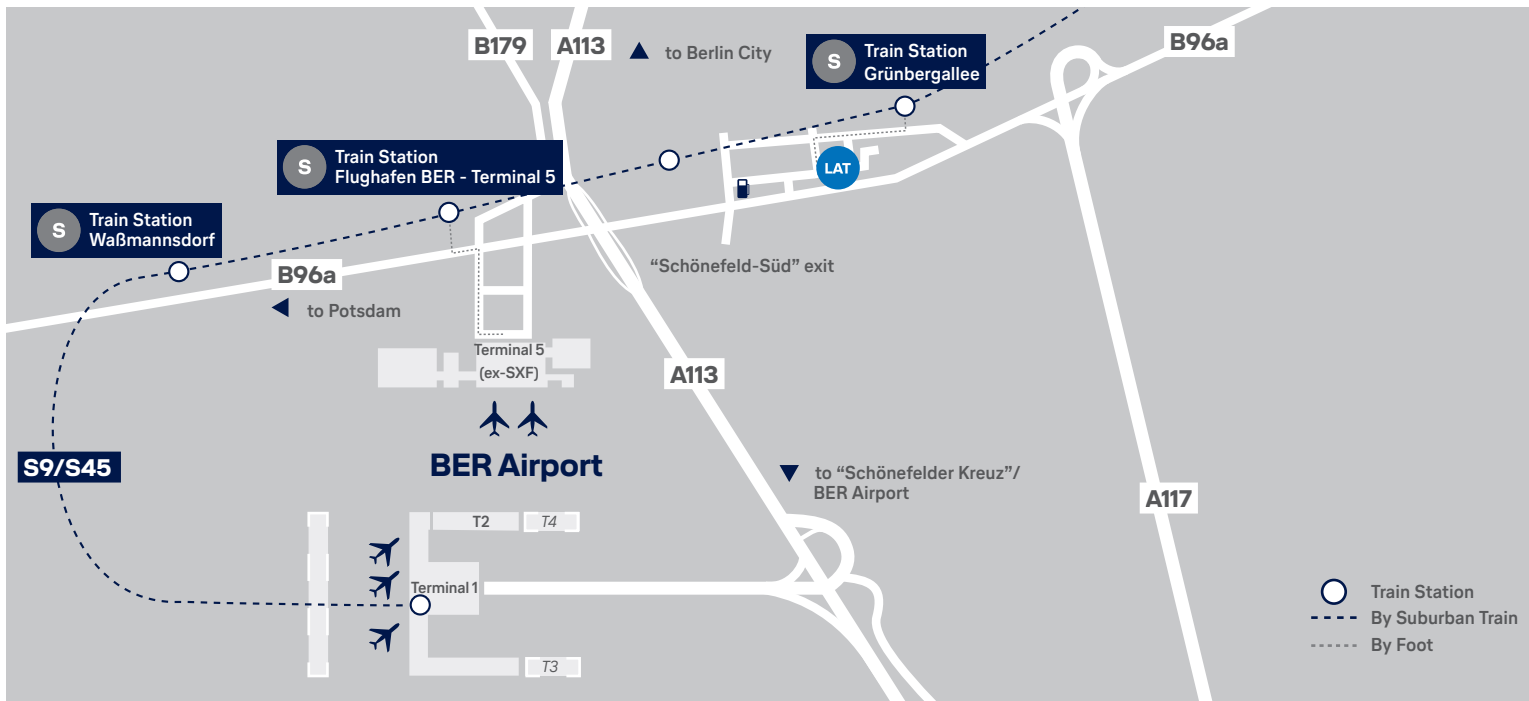 B179
A113
to Berlin City
S
Train Station
Grünbergallee
B96a
S
Train Station
Flughafen BER - Terminal 5
LAT
S
Train Station
Waßmannsdorf
B96a
"Schönefeld-Süd" exit
to Potsdam
Terminal 5
(ex-SXF)
A113
BER Airport
S9/S45
to "Schönefelder Kreuz"/
BER Airport
A117
T2
T4
Terminal 1
T3
Train Station
By Suburban Train
By Foot